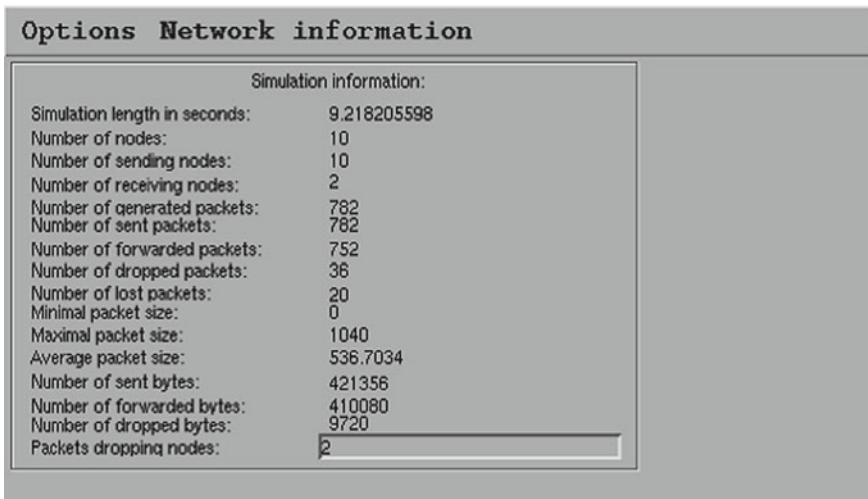 Options Network information
Simulation information:
Simulation length in seconds: 9.218205598
Number of nodes: 10
Number of sending nodes: 10
Number of receiving nodes: 2
Number of generated packets: 782
Number of sent packets: 782
Number of forwarded packets: 752
Number of dropped packets: 36
Number of lost packets: 20
Minimal packet size: 0
Maximal packet size: 1040
Average packet size: 536.7034
Number of sent bytes: 421356
Number of forwarded bytes: 410080
Number of dropped bytes: 9720
Packets dropping nodes: 2